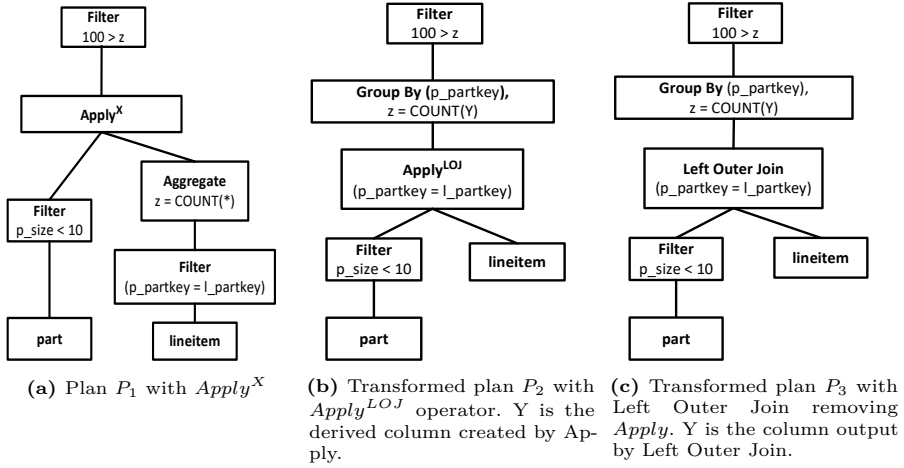 Filter
100 > z
Apply^X
Filter
p_size < 10
part
Aggregate
z = COUNT(*)
Filter
(p_partkey = l_partkey)
lineitem
(a) Plan P₁ with Apply^X
Filter
100 > z
Group By (p_partkey),
z = COUNT(Y)
Apply^LOJ
(p_partkey = l_partkey)
Filter
p_size < 10
part
lineitem
(b) Transformed plan P₂ with
Apply^LOJ operator. Y is the
derived column created by Ap-
ply.
Filter
100 > z
Group By (p_partkey),
z = COUNT(Y)
Left Outer Join
(p_partkey = l_partkey)
Filter
p_size < 10
part
lineitem
(c) Transformed plan P₃ with
Left Outer Join removing
Apply. Y is the column output
by Left Outer Join.